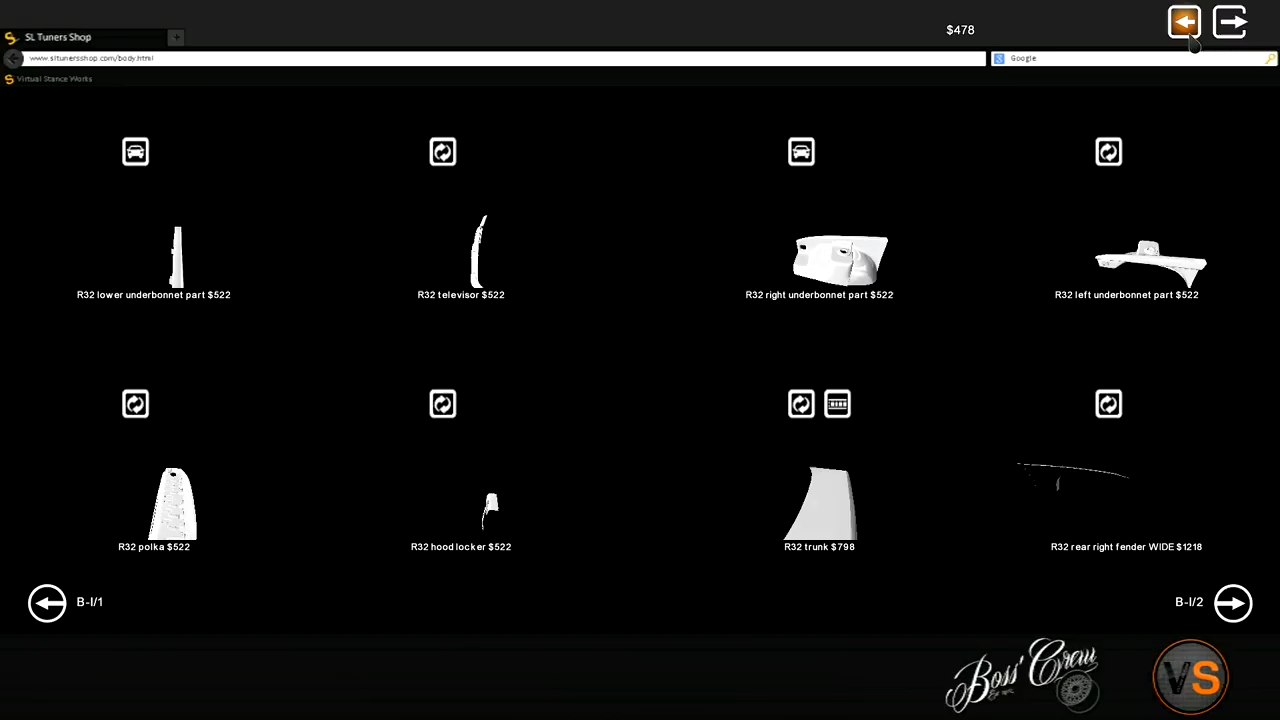 SL Tuners Shop
+
$478
www.sltunersshop.com/body.html
Google
Virtual Stance Works
R32 lower underbonnet part $522
R32 televisor $522
R32 right underbonnet part $522
R32 left underbonnet part $522
R32 polka $522
R32 hood locker $522
R32 trunk $798
R32 rear right fender WIDE $1218
B-I/1
B-I/2
Boss' Crew
VS